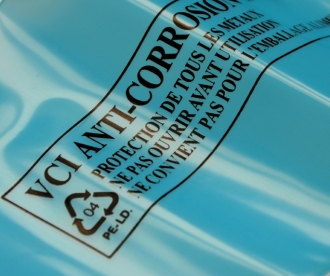 VCI ANTI-CORROSION
PROTECTION DE TOUS LES METAUX
NE PAS OUVRIR AVANT UTILISATION
NE CONVIENT PAS POUR L'EMBALLAGE
04
PE-LD.